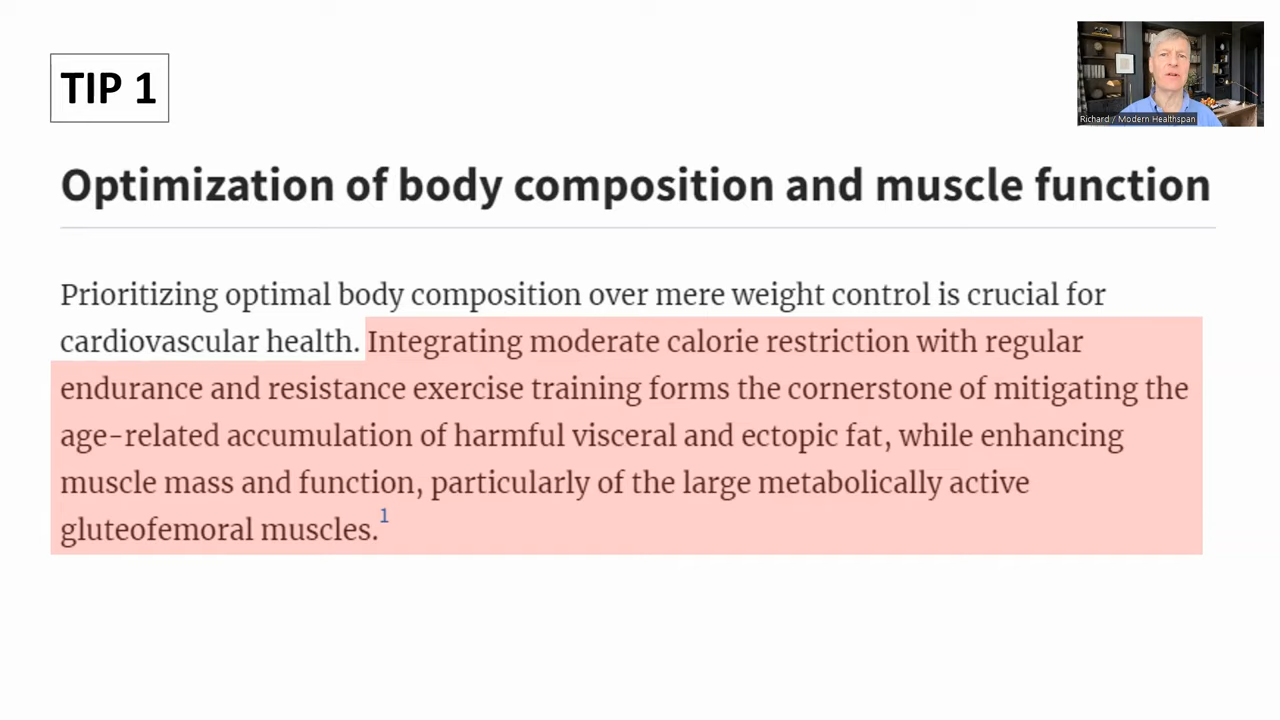 TIP 1
Richard / Modern Healthspan
Optimization of body composition and muscle function
Prioritizing optimal body composition over mere weight control is crucial for
cardiovascular health. Integrating moderate calorie restriction with regular
endurance and resistance exercise training forms the cornerstone of mitigating the
age-related accumulation of harmful visceral and ectopic fat, while enhancing
muscle mass and function, particularly of the large metabolically active
gluteofemoral muscles.1